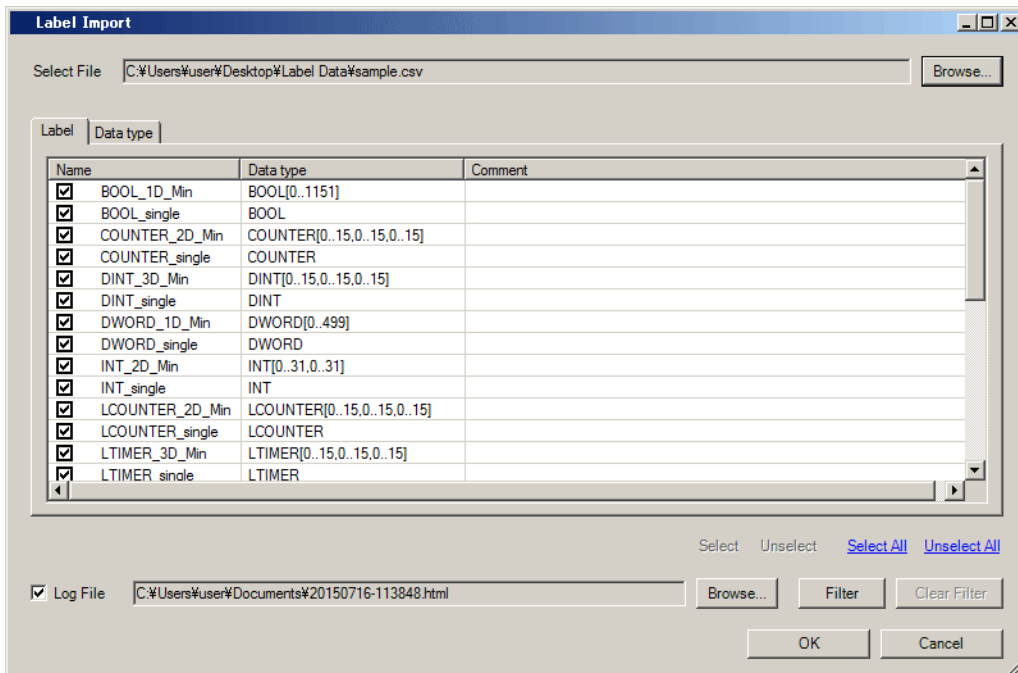 Label Import
Select File C:¥Users¥user¥Desktop¥Label Data¥sample.csv Browse...
Label Data type
Name Data type Comment
BOOL_1D_Min BOOL[0..1151]
BOOL_single BOOL
COUNTER_2D_Min COUNTER[0..15,0..15,0..15]
COUNTER_single COUNTER
DINT_3D_Min DINT[0..15,0..15,0..15]
DINT_single DINT
DWORD_1D_Min DWORD[0..499]
DWORD_single DWORD
INT_2D_Min INT[0..31,0..31]
INT_single INT
LCOUNTER_2D_Min LCOUNTER[0..15,0..15,0..15]
LCOUNTER_single LCOUNTER
LTIMER_3D_Min LTIMER[0..15,0..15,0..15]
LTIMER_single LTIMER
Select Unselect Select All Unselect All
Log File C:¥Users¥user¥Documents¥20150716-113848.html Browse... Filter Clear Filter
OK Cancel